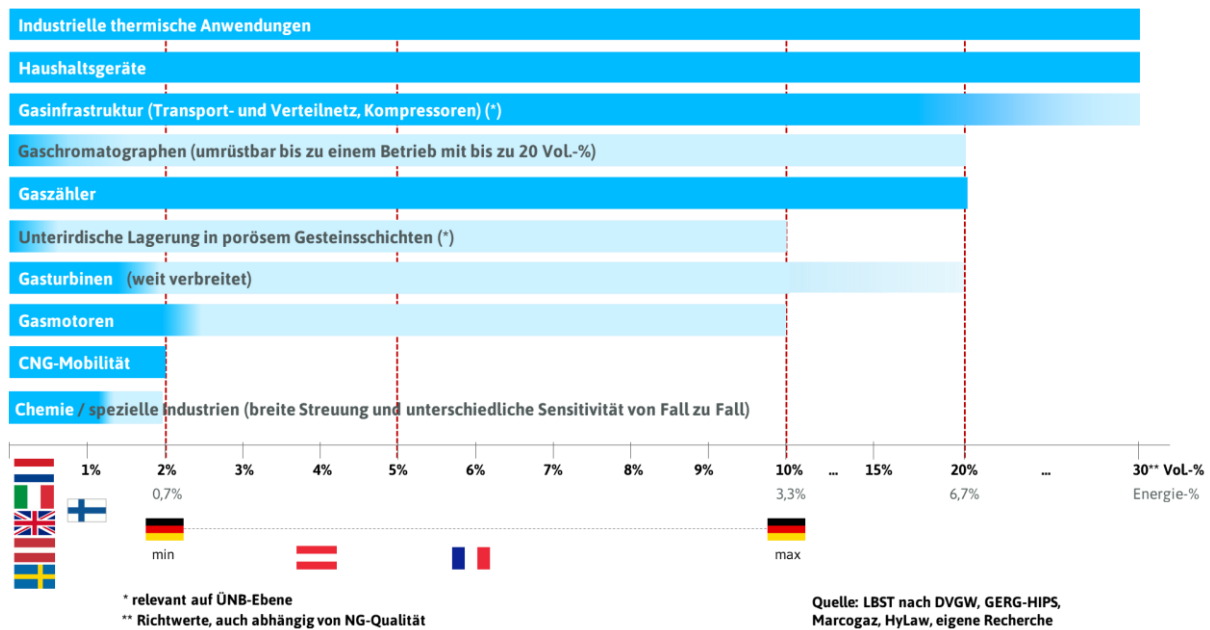 Industrielle thermische Anwendungen
Haushaltsgeräte
Gasinfrastruktur (Transport- und Verteilnetz, Kompressoren) (*)
Gaschromatographen (umrüstbar bis zu einem Betrieb mit bis zu 20 Vol.-%)
Gaszähler
Unterirdische Lagerung in porösem Gesteinsschichten (*)
Gasturbinen (weit verbreitet)
Gasmotoren
CNG-Mobilität
Chemie / spezielle Industrien (breite Streuung und unterschiedliche Sensitivität von Fall zu Fall)
1% 2% 3% 4% 5% 6% 7% 8% 9% 10% ... 15% 20% ... 30** Vol.-%
0,7% 3,3% 6,7% Energie-%
min max
* relevant auf ÜNB-Ebene
** Richtwerte, auch abhängig von NG-Qualität
Quelle: LBST nach DVGW, GERG-HIPS,
Marcogaz, HyLaw, eigene Recherche